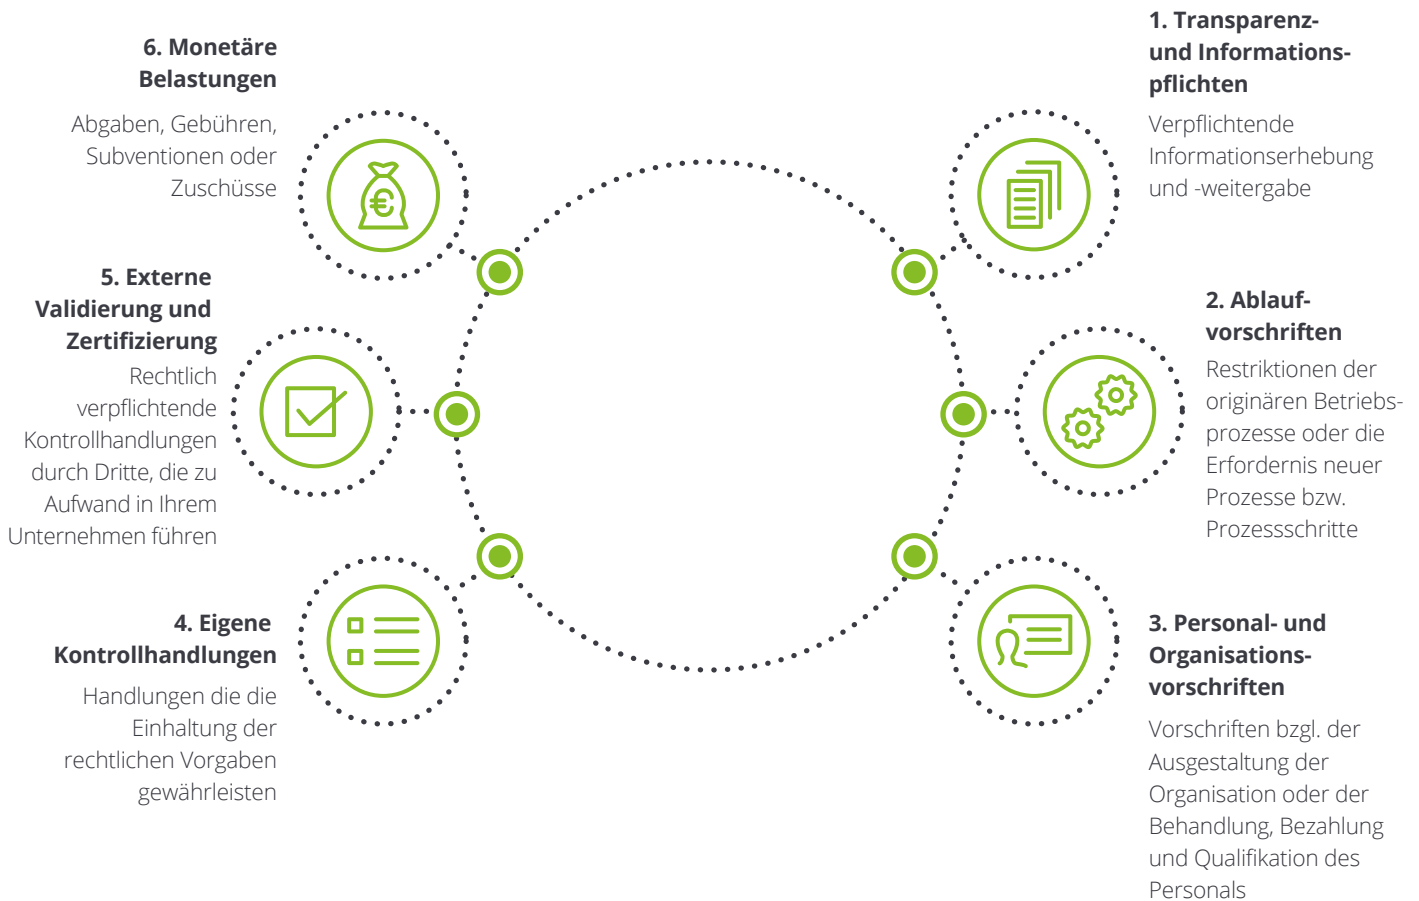 1. Transparenz-
und Informations-
pflichten
Verpflichtende
Informationserhebung
und -weitergabe
2. Ablauf-
vorschriften
Restriktionen der
originären Betriebs-
prozesse oder die
Erfordernis neuer
Prozesse bzw.
Prozessschritte
3. Personal- und
Organisations-
vorschriften
Vorschriften bzgl. der
Ausgestaltung der
Organisation oder der
Behandlung, Bezahlung
und Qualifikation des
Personals
4. Eigene
Kontrollhandlungen
Handlungen die die
Einhaltung der
rechtlichen Vorgaben
gewährleisten
5. Externe
Validierung und
Zertifizierung
Rechtlich
verpflichtende
Kontrollhandlungen
durch Dritte, die zu
Aufwand in Ihrem
Unternehmen führen
6. Monetäre
Belastungen
Abgaben, Gebühren,
Subventionen oder
Zuschüsse
€